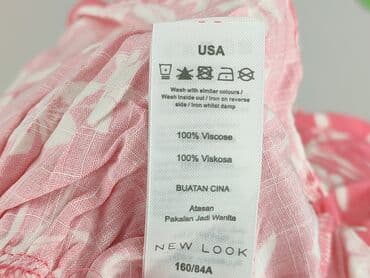 USA
Wash with similar colours /
Wash inside out / Iron on reverse
side / Iron whilst damp
100% Viscose
100% Viskosa
BUATAN CINA
Atasan
Pakaian Jadi Wanita
NEW LOOK
160/84A